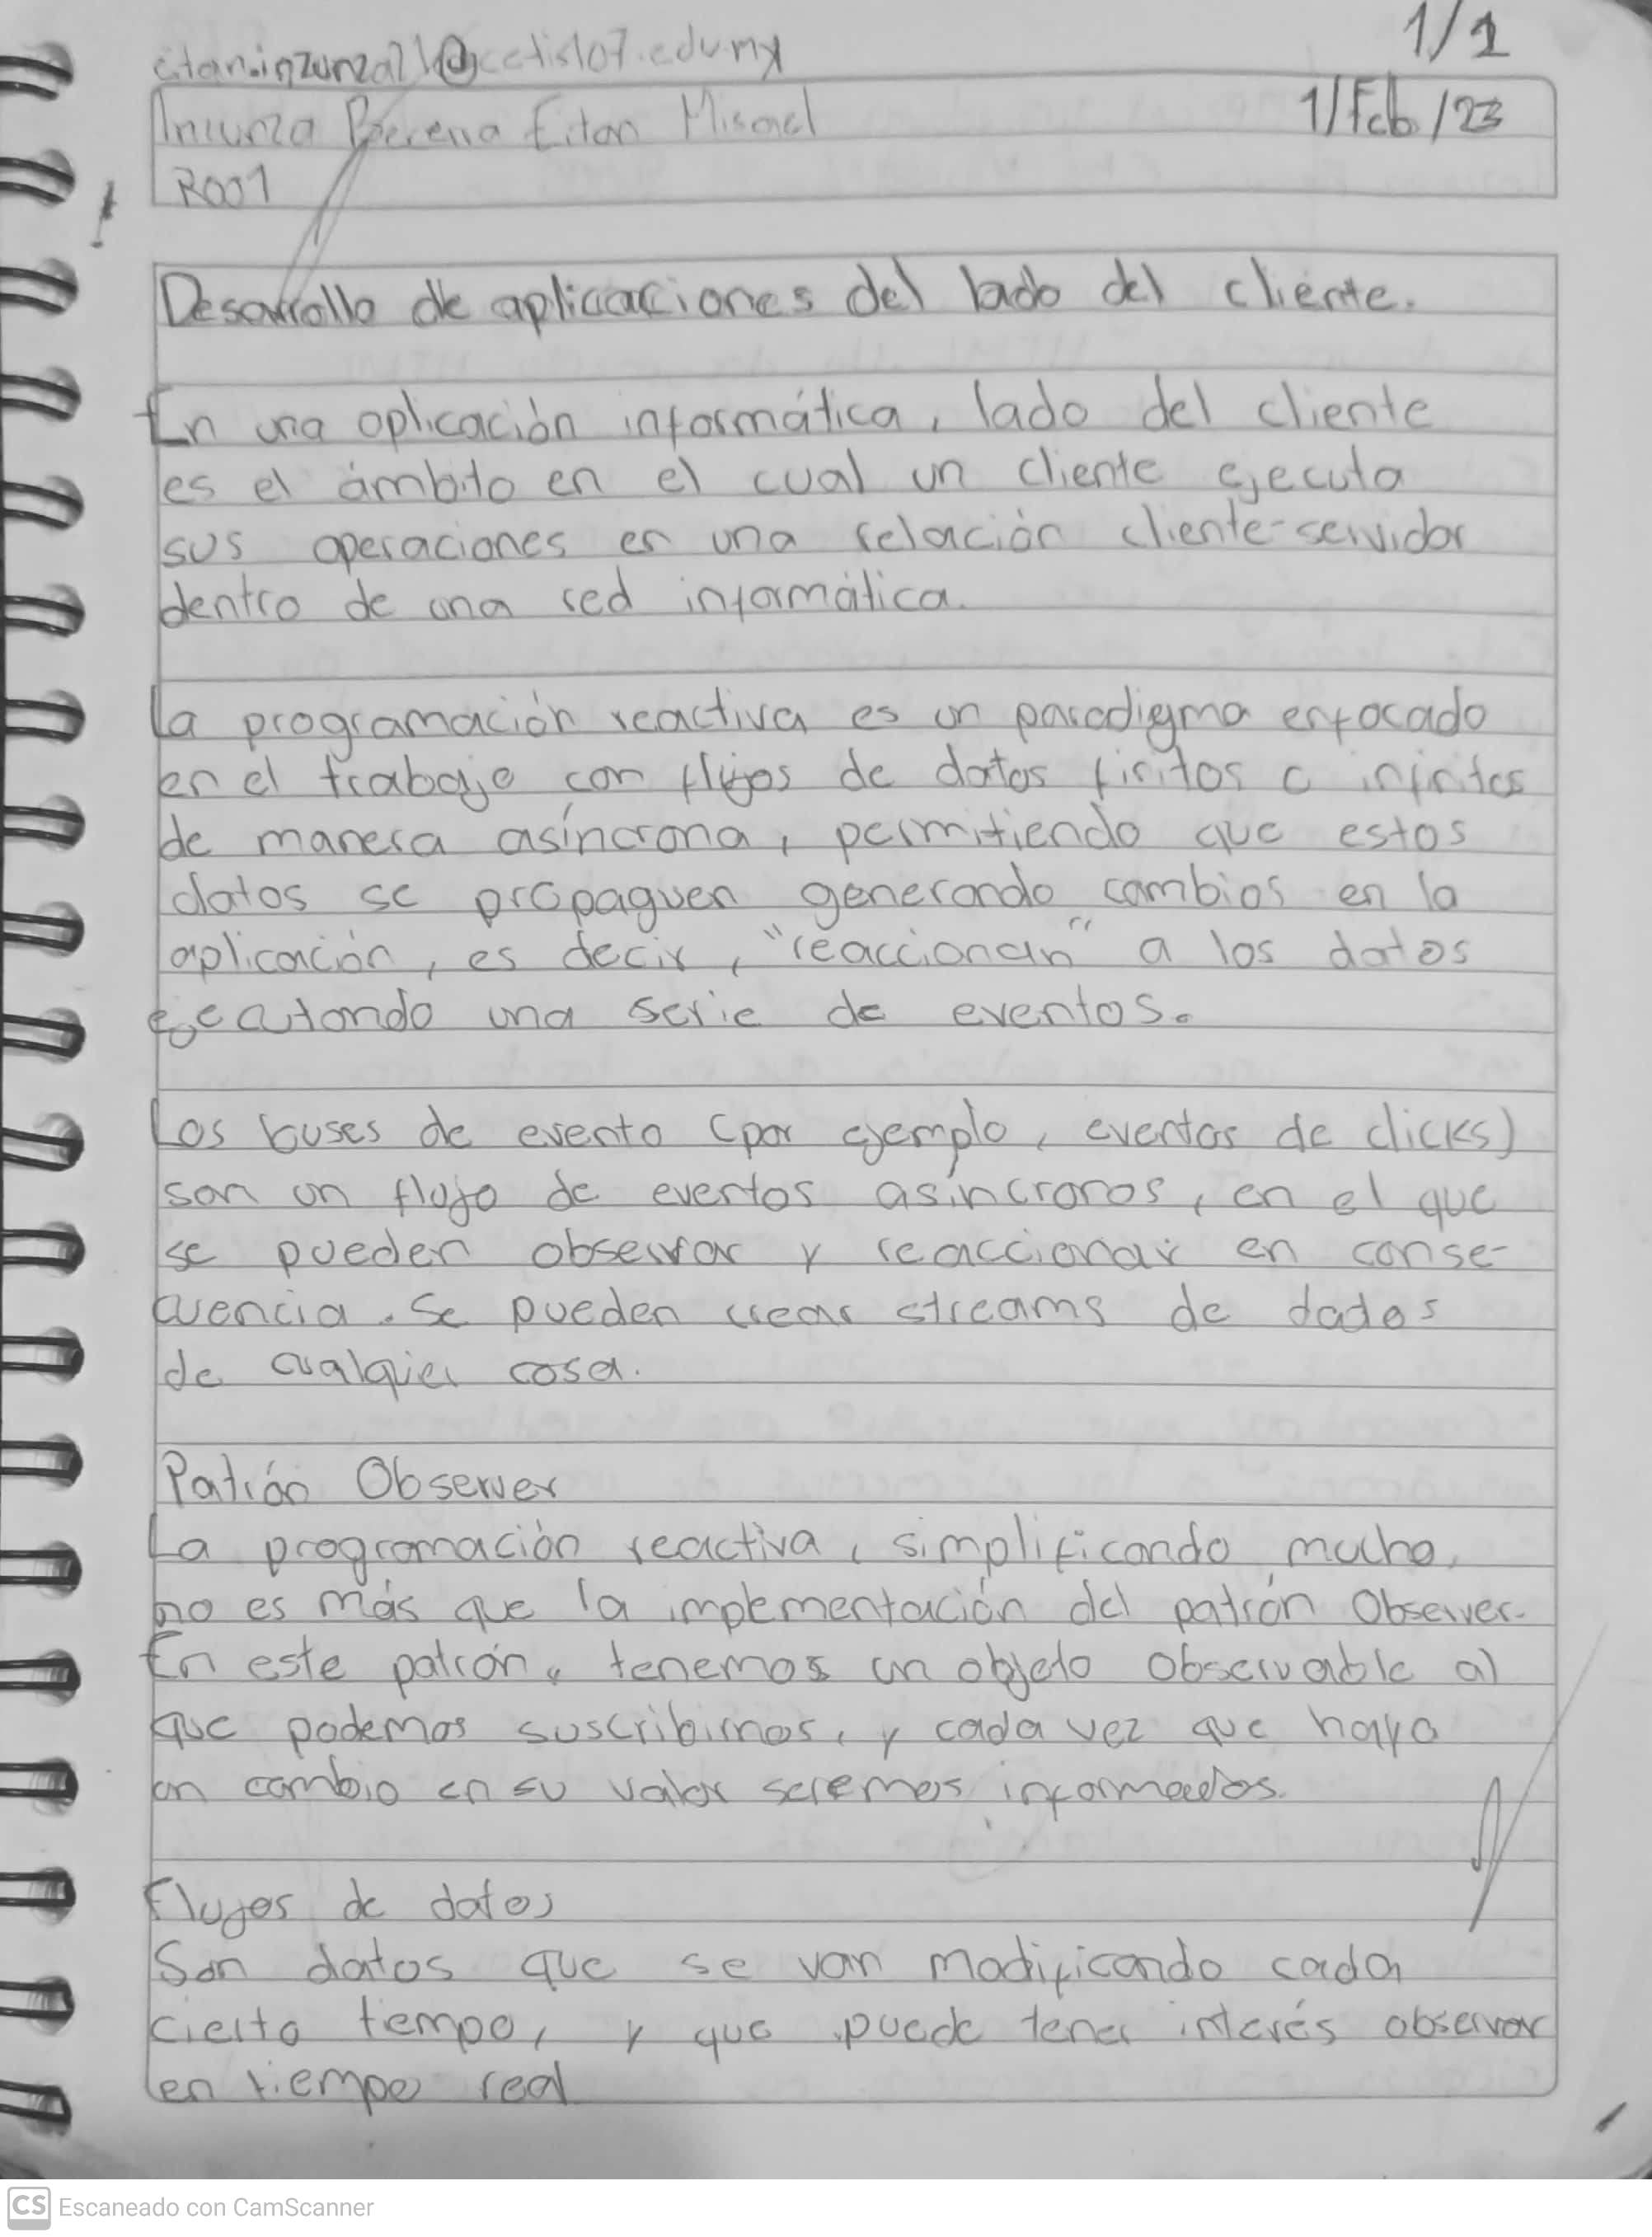 1/1
eitan.inzunza21@cetis107.edu.mx
Inzunza Eitan Misael 1/Feb/23
R001
Desarrollo de aplicaciones del lado del cliente.
En una aplicación informática, lado del cliente
es el ámbito en el cual un cliente ejecuta
sus operaciones en una relación cliente-servidor
dentro de una red informática.
La programación reactiva es un paradigma enfocado
en el trabajo con flujos de datos finitos o infinitos
de manera asíncrona, permitiendo que estos
datos se propaguen generando cambios en la
aplicación, es decir, "reaccionan" a los datos
ejecutando una serie de eventos.
Los buses de evento (por ejemplo, eventos de clicks)
son un flujo de eventos asíncronos, en el que
se pueden observar y reaccionar en conse-
cuencia. Se pueden crear streams de dados
de cualquier cosa.
Patrón Observer
La programación reactiva, simplificando mucho,
no es más que la implementación del patrón Observer.
En este patrón, tenemos un objeto Observable al
que podemos suscribirnos, y cada vez que haya
un cambio en su valor seremos informados.
Flujos de datos
Son datos que se van modificando cada
cierto tiempo, y que puede tener interés observar
en tiempo real
CS Escaneado con CamScanner